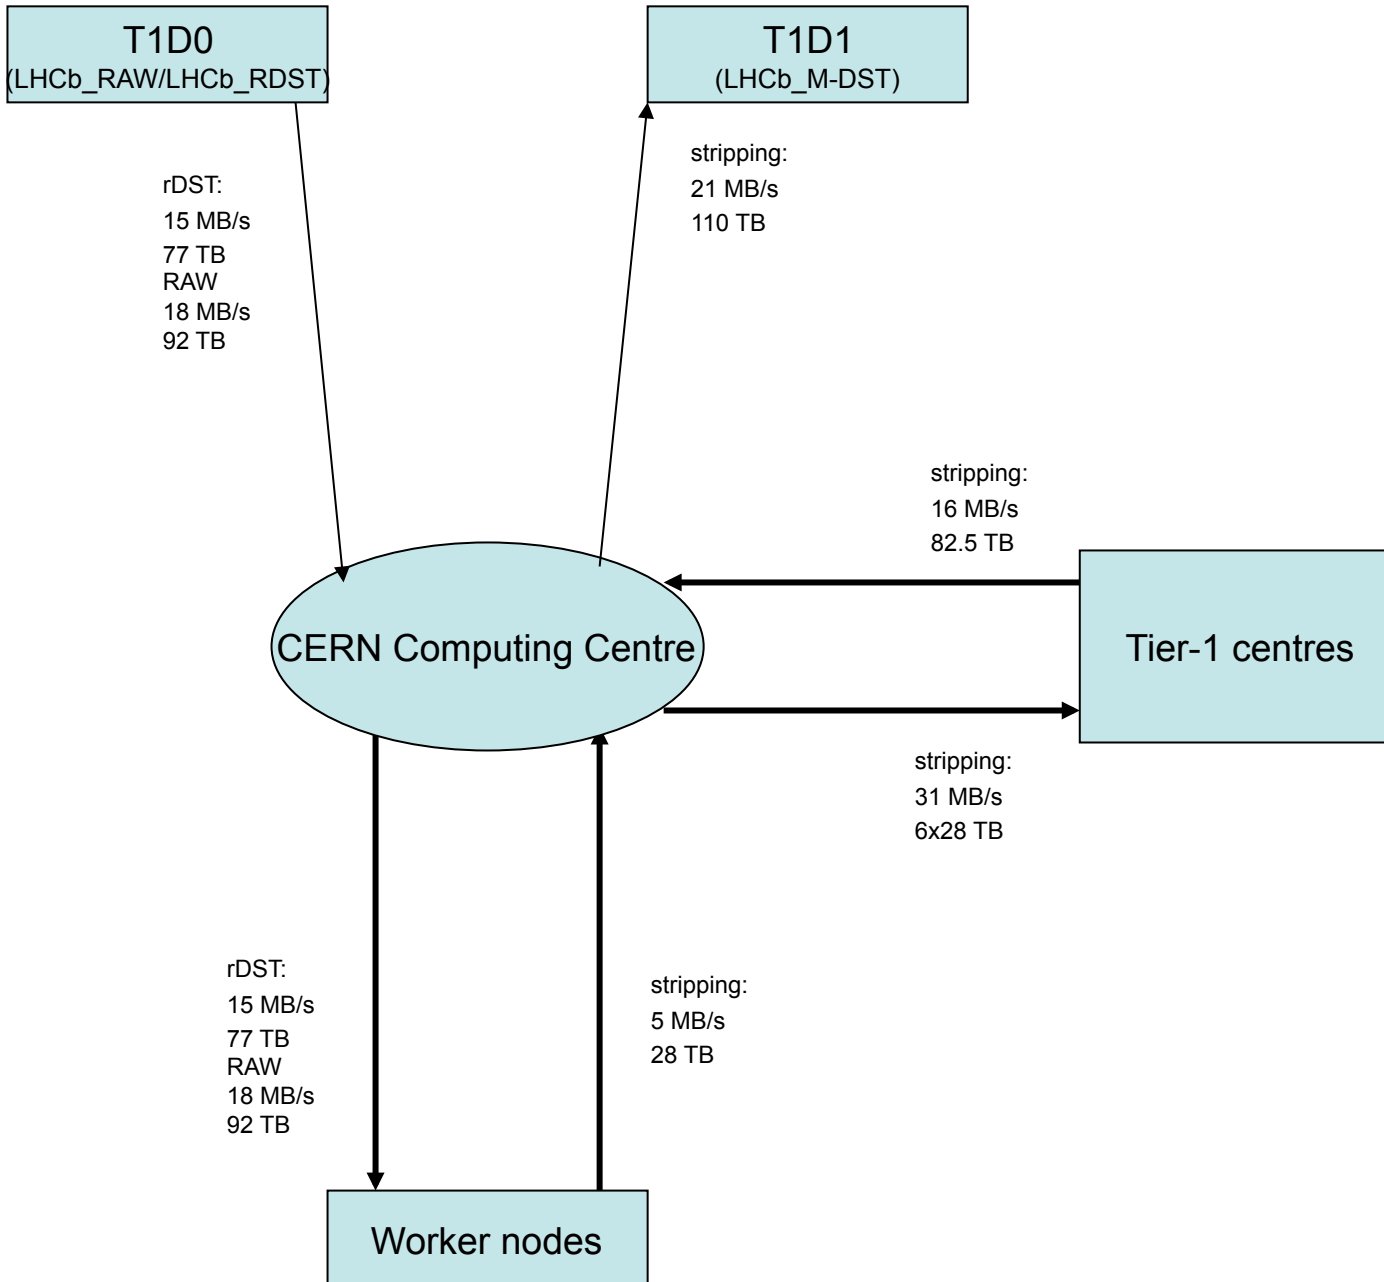 T1D0
(LHCb_RAW/LHCb_RDST)
T1D1
(LHCb_M-DST)
rDST:
15 MB/s
77 TB
RAW
18 MB/s
92 TB
stripping:
21 MB/s
110 TB
stripping:
16 MB/s
82.5 TB
CERN Computing Centre
Tier-1 centres
stripping:
31 MB/s
6x28 TB
rDST:
15 MB/s
77 TB
RAW
18 MB/s
92 TB
stripping:
5 MB/s
28 TB
Worker nodes